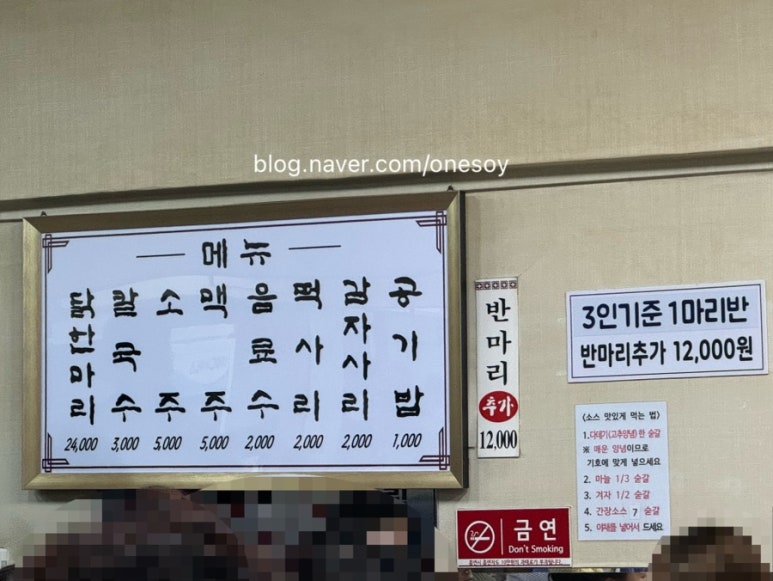 blog.naver.com/onesoy
메뉴
닭한마리 24,000
칼국수 3,000
소주 5,000
맥주 5,000
음료수 2,000
떡사리 2,000
감자사리 2,000
공기밥 1,000
반마리
추가
12,000
3인기준 1마리반
반마리추가 12,000원
<소스 맛있게 먹는 법>
1.다데기(고추양념)한 숟갈
※ 매운 양념이므로
기호에 맞게 넣으세요
2. 마늘 1/3 숟갈
3. 겨자 1/2 숟갈
4. 간장소스 7 숟갈
5. 야채를 넣어서 드세요
금연
Don't Smoking